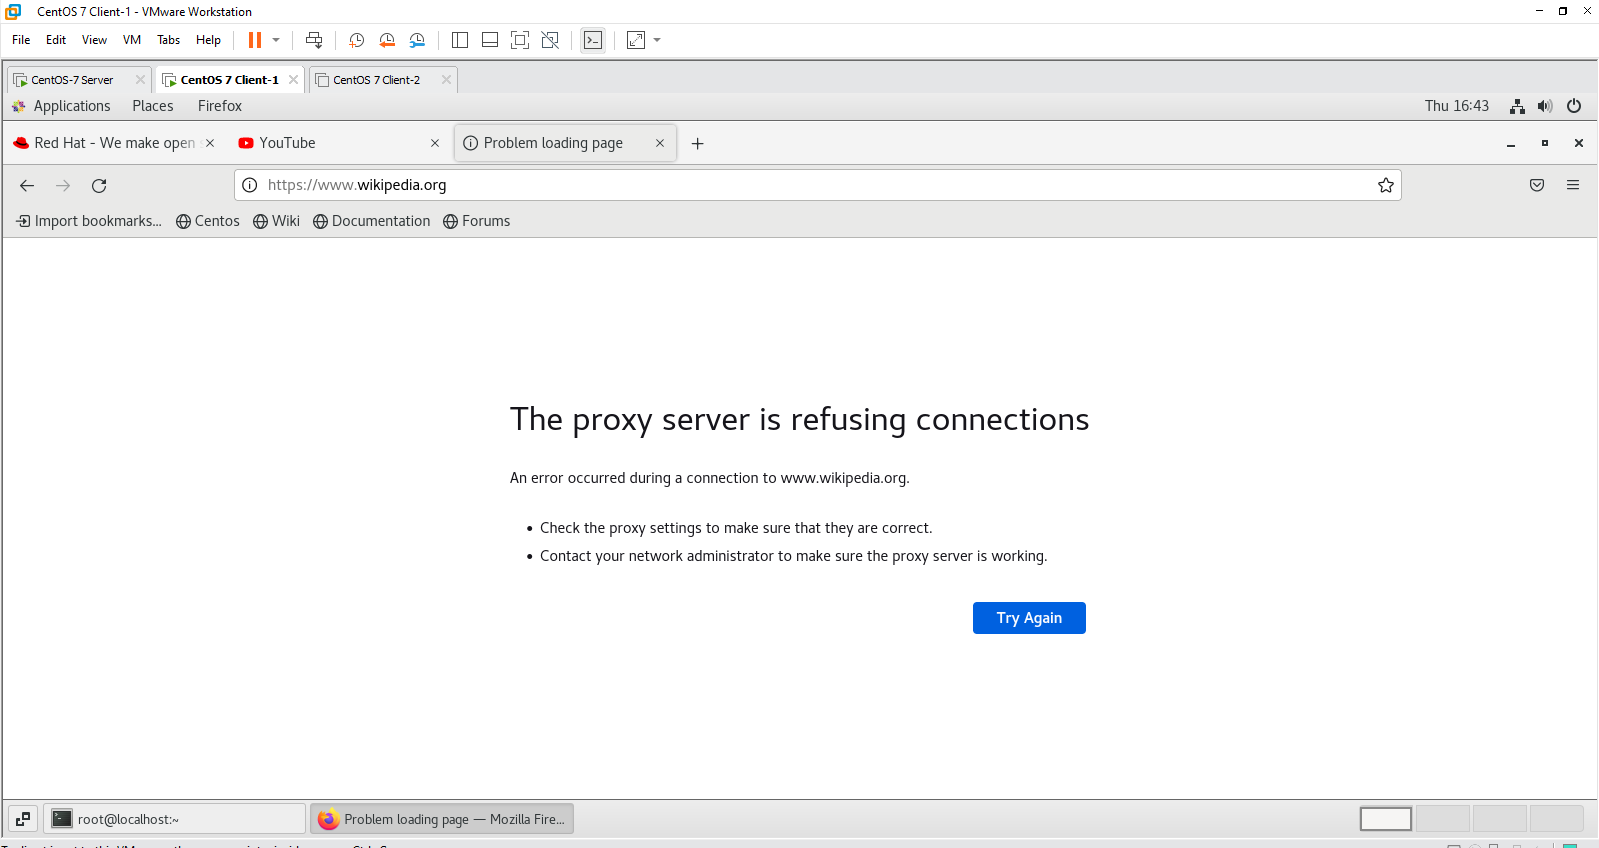 CentOS 7 Client-1 - VMware Workstation
File Edit View VM Tabs Help
CentOS-7 Server CentOS 7 Client-1 CentOS 7 Client-2
Applications Places Firefox Thu 16:43
Red Hat - We make open YouTube Problem loading page
https://www.wikipedia.org
Import bookmarks... Centos Wiki Documentation Forums
The proxy server is refusing connections
An error occurred during a connection to www.wikipedia.org.
• Check the proxy settings to make sure that they are correct.
• Contact your network administrator to make sure the proxy server is working.
Try Again
root@localhost:~ Problem loading page — Mozilla Fire...